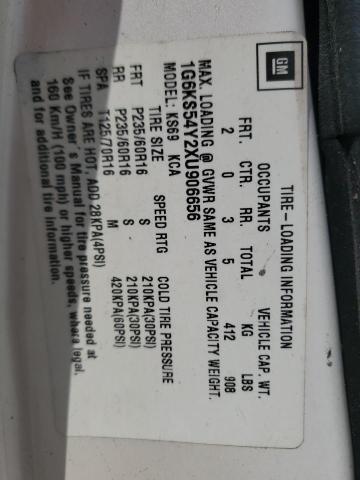 GM
TIRE-LOADING INFORMATION
OCCUPANTS VEHICLE CAP. WT.
FRT. CTR. RR. TOTAL KG LBS
2 0 3 5 412 908
MAX. LOADING @ GVWR SAME AS VEHICLE CAPACITY WEIGHT.
1G6KS54Y2XU906656
MODEL: KS69 KCA
TIRE SIZE SPEED RTG COLD TIRE PRESSURE
FRT P235/60R16 S 210KPA(30PSI)
RR P235/60R16 S 210KPA(30PSI)
SPA T125/70R16 M 420KPA(60PSI)
IF TIRES ARE HOT, ADD 28KPA(4PSI)
See Owner's Manual for tire pressure needed at
160 Km/H (100 mph) or higher speeds, where legal,
and for additional tire information.